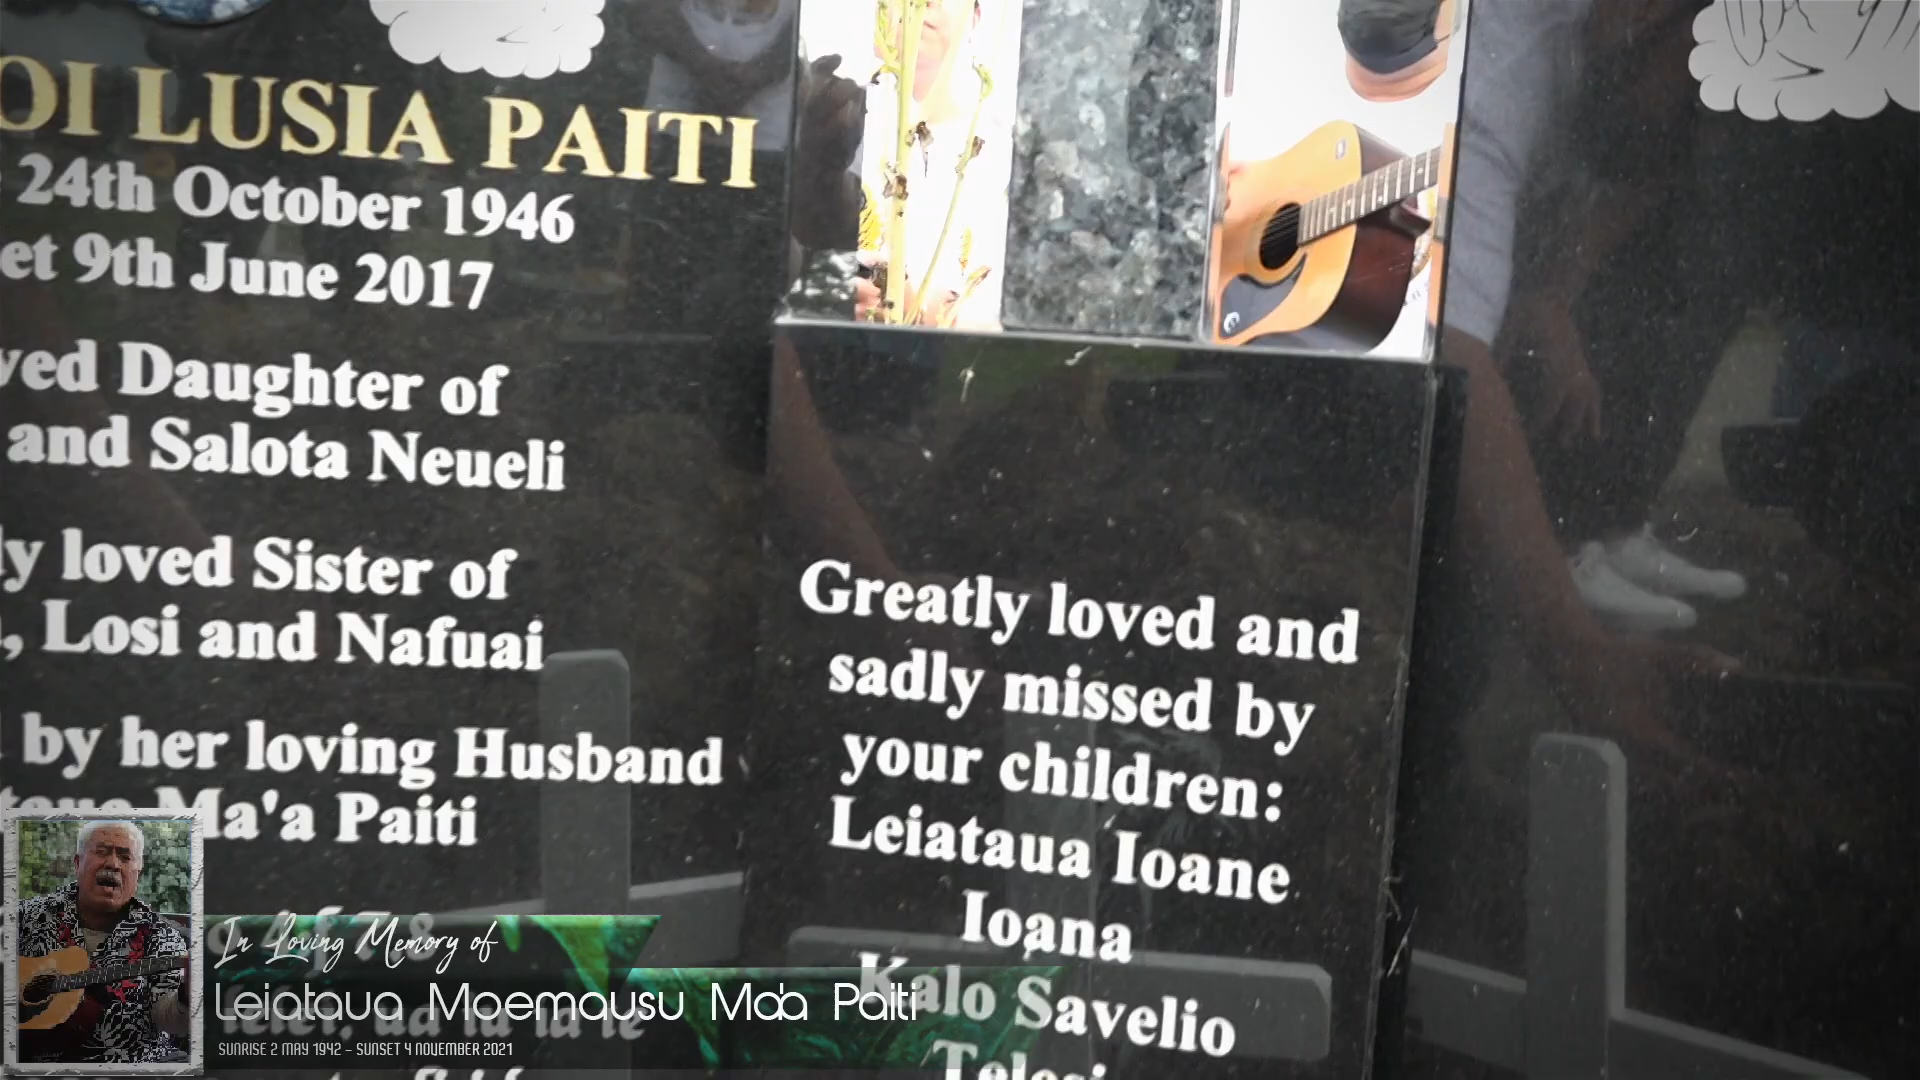 OI LUSIA PAITI
24th October 1946
et 9th June 2017
ved Daughter of
and Salota Neueli
ly loved Sister of
, Losi and Nafuai
by her loving Husband
Ma'a Paiti
Greatly loved and
sadly missed by
your children:
Leiataua Ioane
Ioana
Kalo Savelio
In Loving Memory of
Leiataua Moemausu Ma'a Paiti
SUNRISE 2 MAY 1942 - SUNSET 4 NOVEMBER 2021